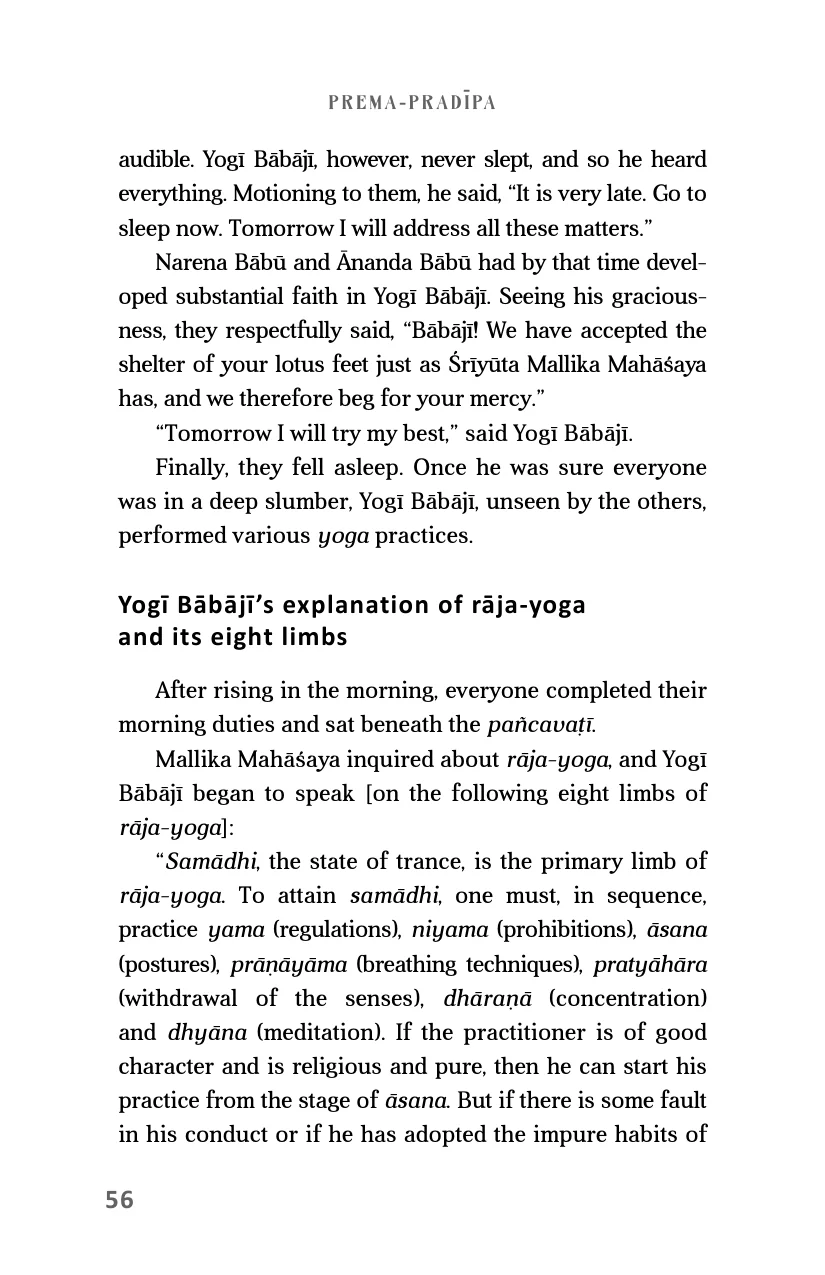 PREMA-PRADĪPA
audible. Yogī Bābājī, however, never slept, and so he heard
everything. Motioning to them, he said, “It is very late. Go to
sleep now. Tomorrow I will address all these matters.”
Narena Bābū and Ānanda Bābū had by that time devel-
oped substantial faith in Yogī Bābājī. Seeing his gracious-
ness, they respectfully said, “Bābājī! We have accepted the
shelter of your lotus feet just as Śrīyūta Mallika Mahāśaya
has, and we therefore beg for your mercy.”
“Tomorrow I will try my best,” said Yogī Bābājī.
Finally, they fell asleep. Once he was sure everyone
was in a deep slumber, Yogī Bābājī, unseen by the others,
performed various yoga practices.
Yogī Bābājī’s explanation of rāja-yoga
and its eight limbs
After rising in the morning, everyone completed their
morning duties and sat beneath the pañcavaṭī.
Mallika Mahāśaya inquired about rāja-yoga, and Yogī
Bābājī began to speak [on the following eight limbs of
rāja-yoga]:
“Samādhi, the state of trance, is the primary limb of
rāja-yoga. To attain samādhi, one must, in sequence,
practice yama (regulations), niyama (prohibitions), āsana
(postures), prāṇāyāma (breathing techniques), pratyāhāra
(withdrawal of the senses), dhāraṇā (concentration)
and dhyāna (meditation). If the practitioner is of good
character and is religious and pure, then he can start his
practice from the stage of āsana. But if there is some fault
in his conduct or if he has adopted the impure habits of
56